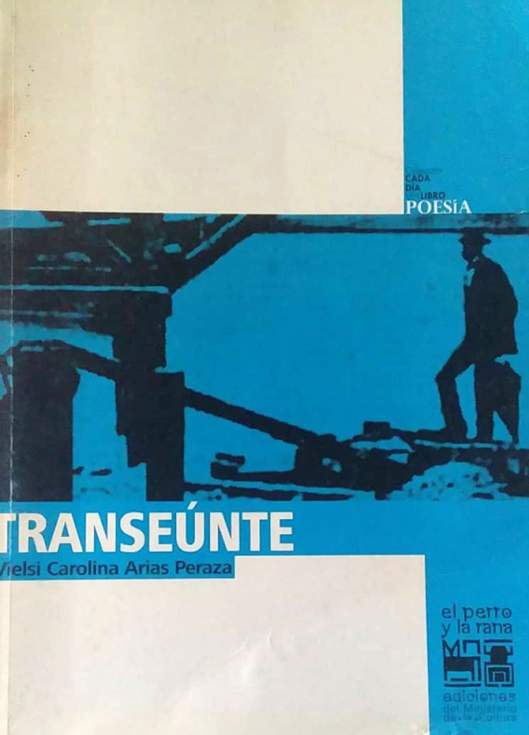 CADA
DÍA
UN LIBRO
POESÍA
TRANSEÚNTE
Vielsi Carolina Arias Peraza
el perro
y la rana
ediciones
del Ministerio
de la Cultura